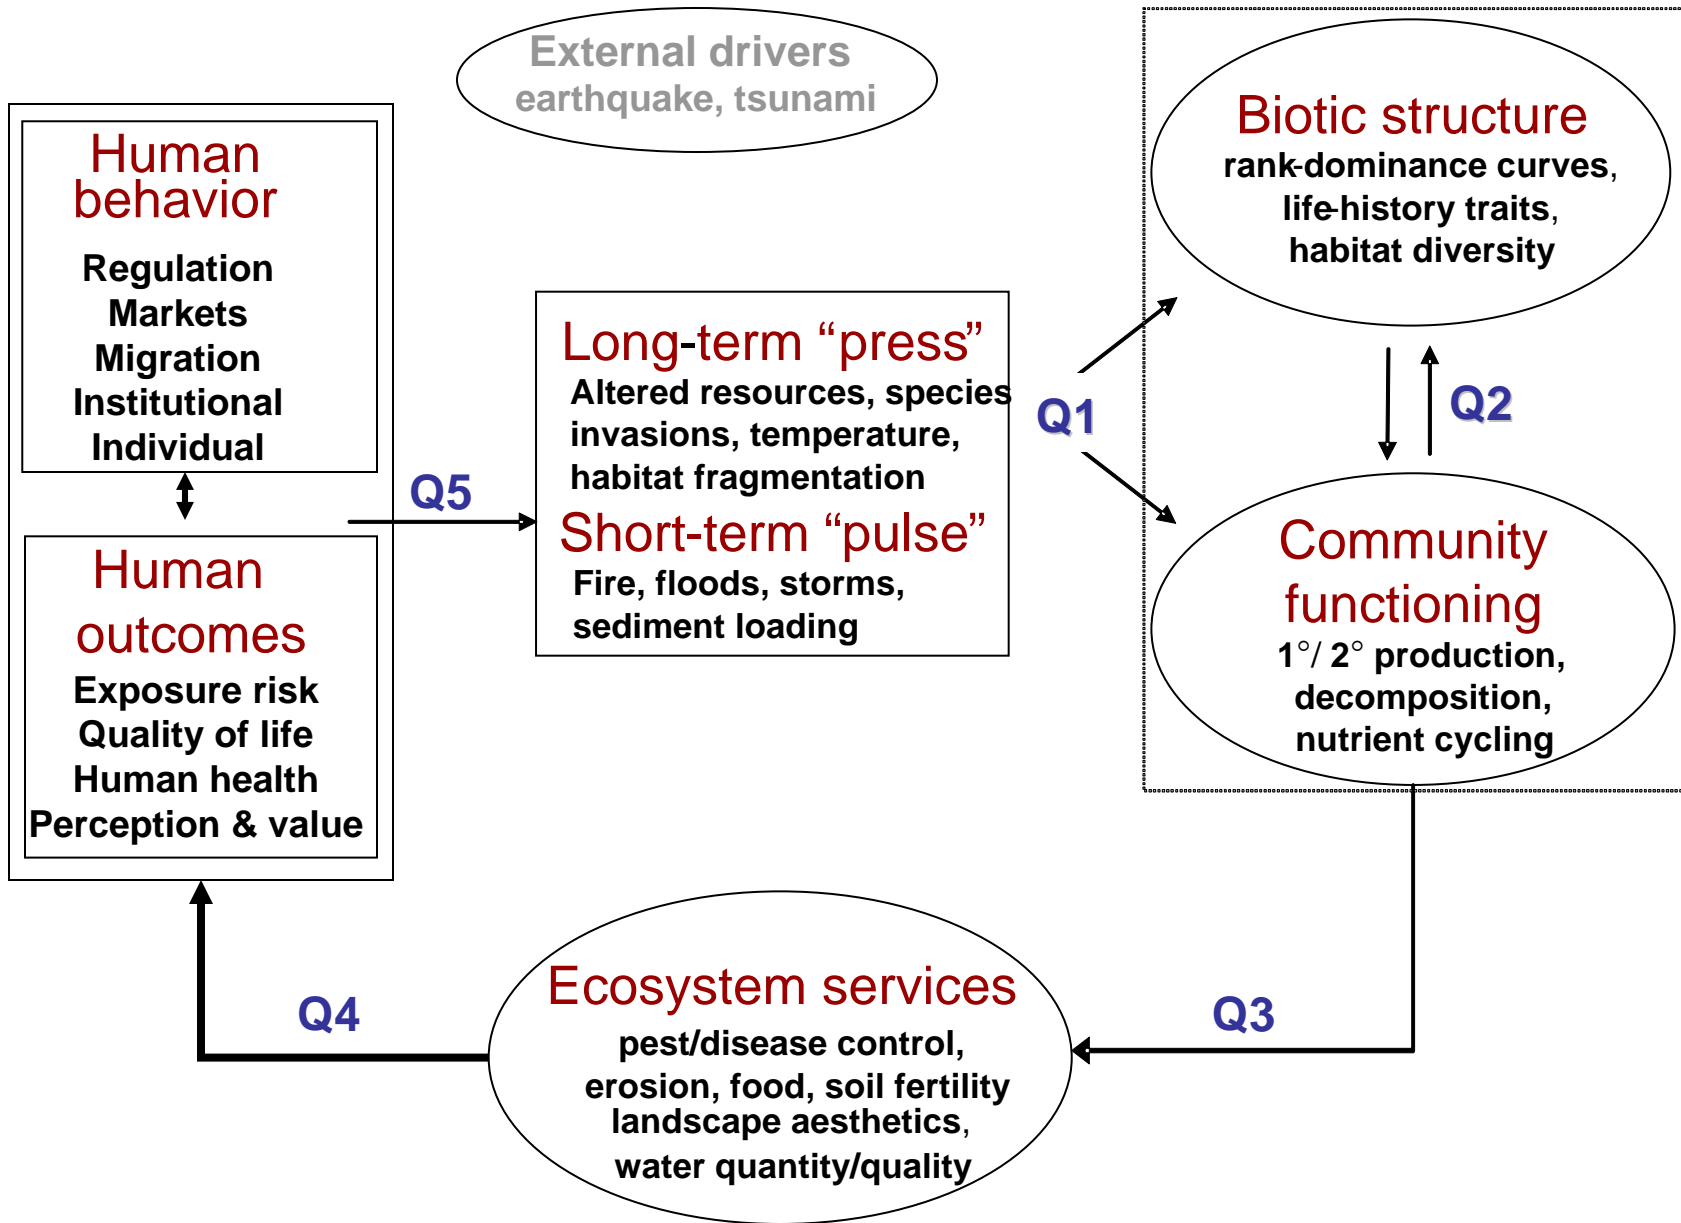 External drivers
earthquake, tsunami
Human
behavior
Regulation
Markets
Migration
Institutional
Individual
Human
outcomes
Exposure risk
Quality of life
Human health
Perception & value
Q5
Long-term “press”
Altered resources, species
invasions, temperature,
habitat fragmentation
Short-term “pulse”
Fire, floods, storms,
sediment loading
Q1
Biotic structure
rank-dominance curves,
life-history traits,
habitat diversity
Q2
Community
functioning
1°/ 2° production,
decomposition,
nutrient cycling
Q3
Ecosystem services
pest/disease control,
erosion, food, soil fertility
landscape aesthetics,
water quantity/quality
Q4